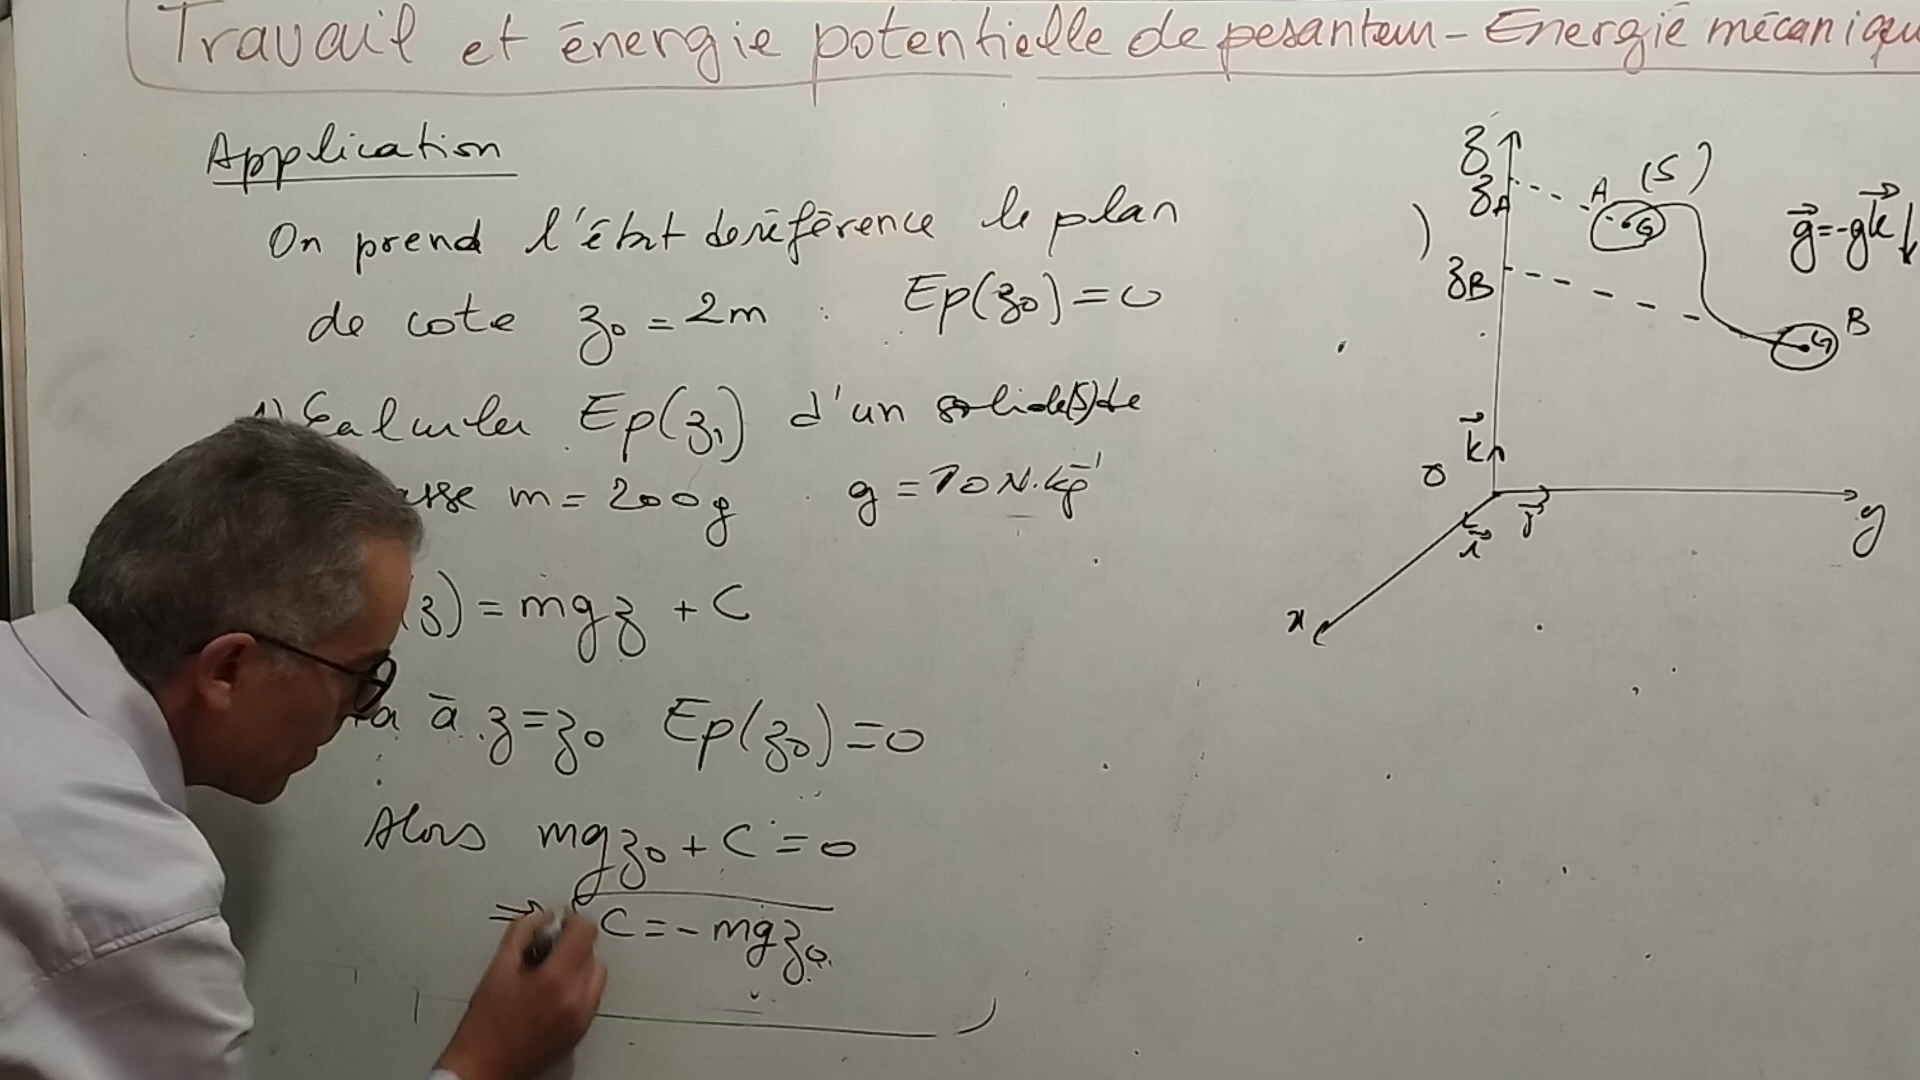 Travail et énergie potentielle de pesanteur - Energie mécanique
Application
On prend l'état de référence le plan
de cote z0 = 2m : Ep(z0) = 0
1) Calculer Ep(z1) d'un solide(S) de
m = 200g g = 10 N.kg⁻¹
z) = mgz + C
à z = z0 Ep(z0) = 0
Alors mgz0 + C = 0
⇒ C = - mgz0
z
zA
A
(S)
G
g⃗ = -gk⃗
)
zB
B
G
k⃗
O
j⃗
y
i⃗
x